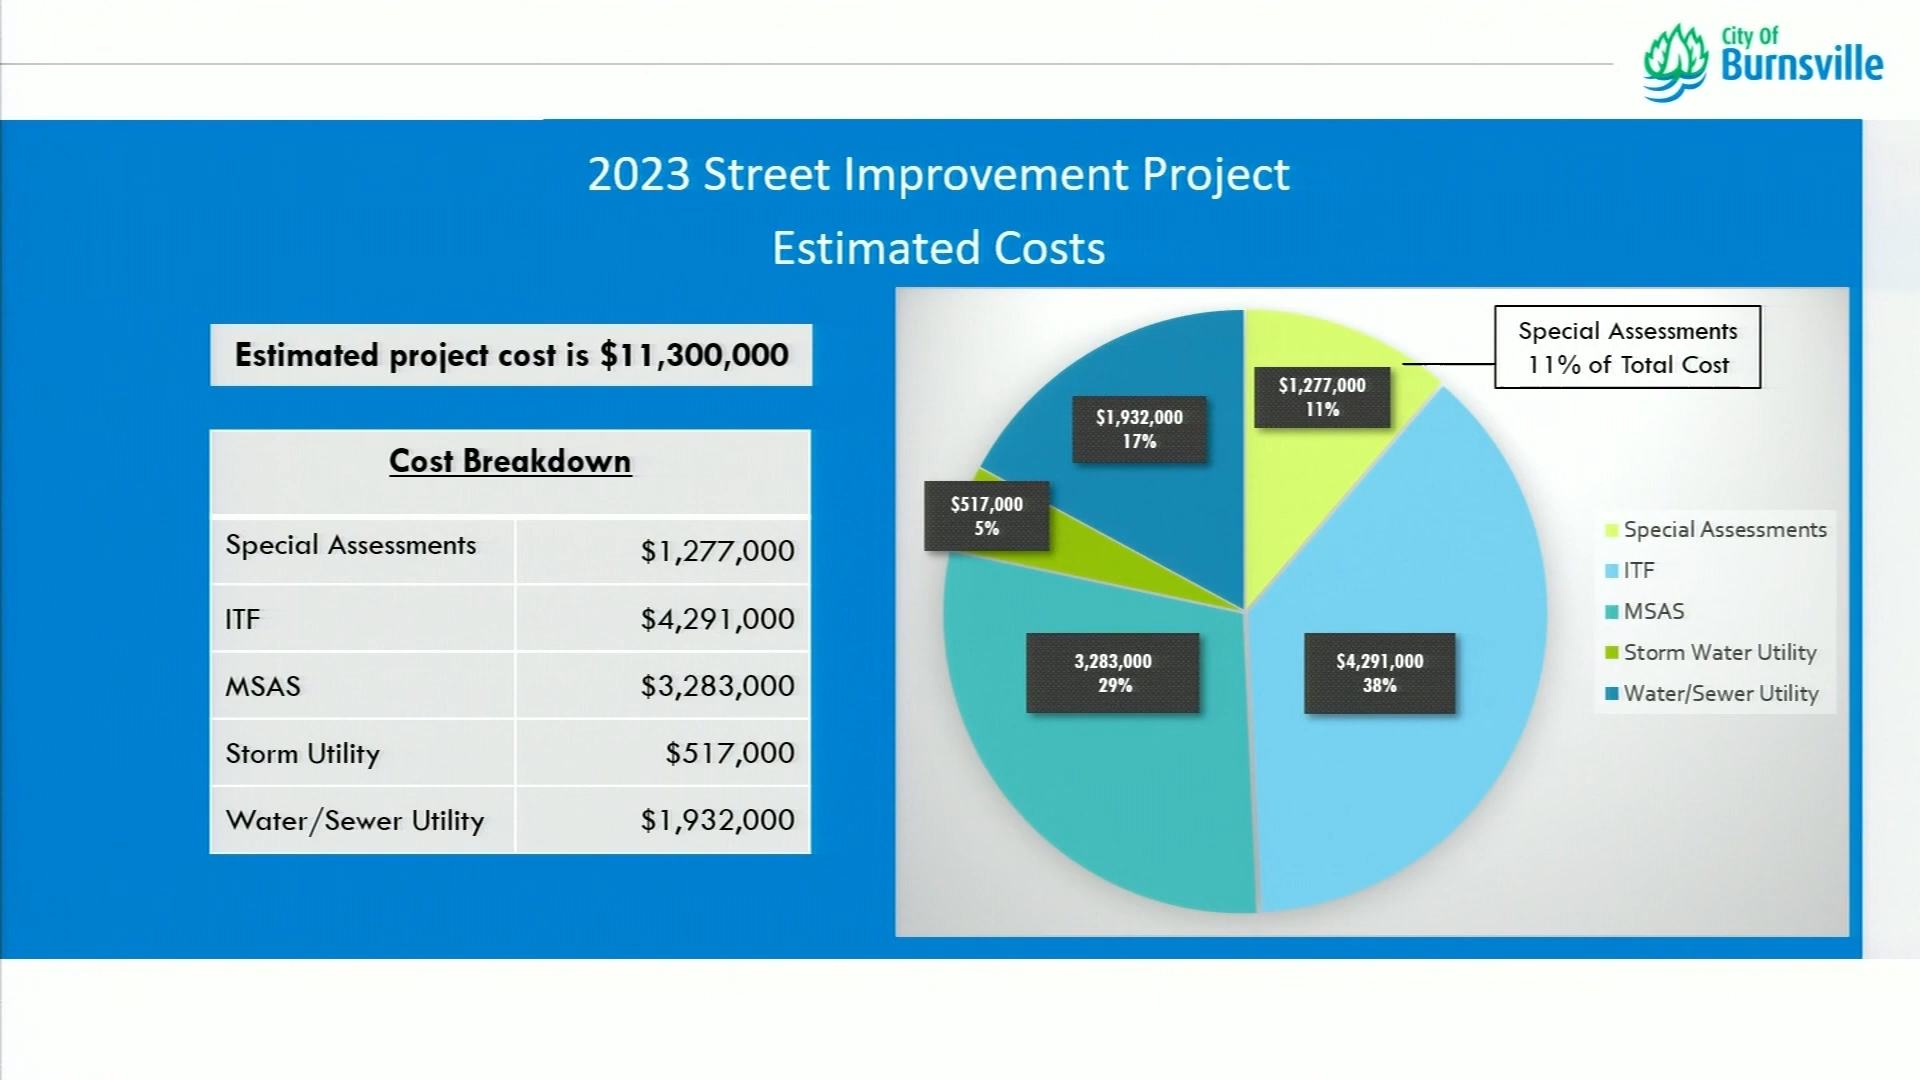 City Of
Burnsville
2023 Street Improvement Project
Estimated Costs
Estimated project cost is $11,300,000
Cost Breakdown
Special Assessments $1,277,000
ITF $4,291,000
MSAS $3,283,000
Storm Utility $517,000
Water/Sewer Utility $1,932,000
Special Assessments
11% of Total Cost
$1,277,000
11%
$1,932,000
17%
$517,000
5%
3,283,000
29%
$4,291,000
38%
Special Assessments
ITF
MSAS
Storm Water Utility
Water/Sewer Utility